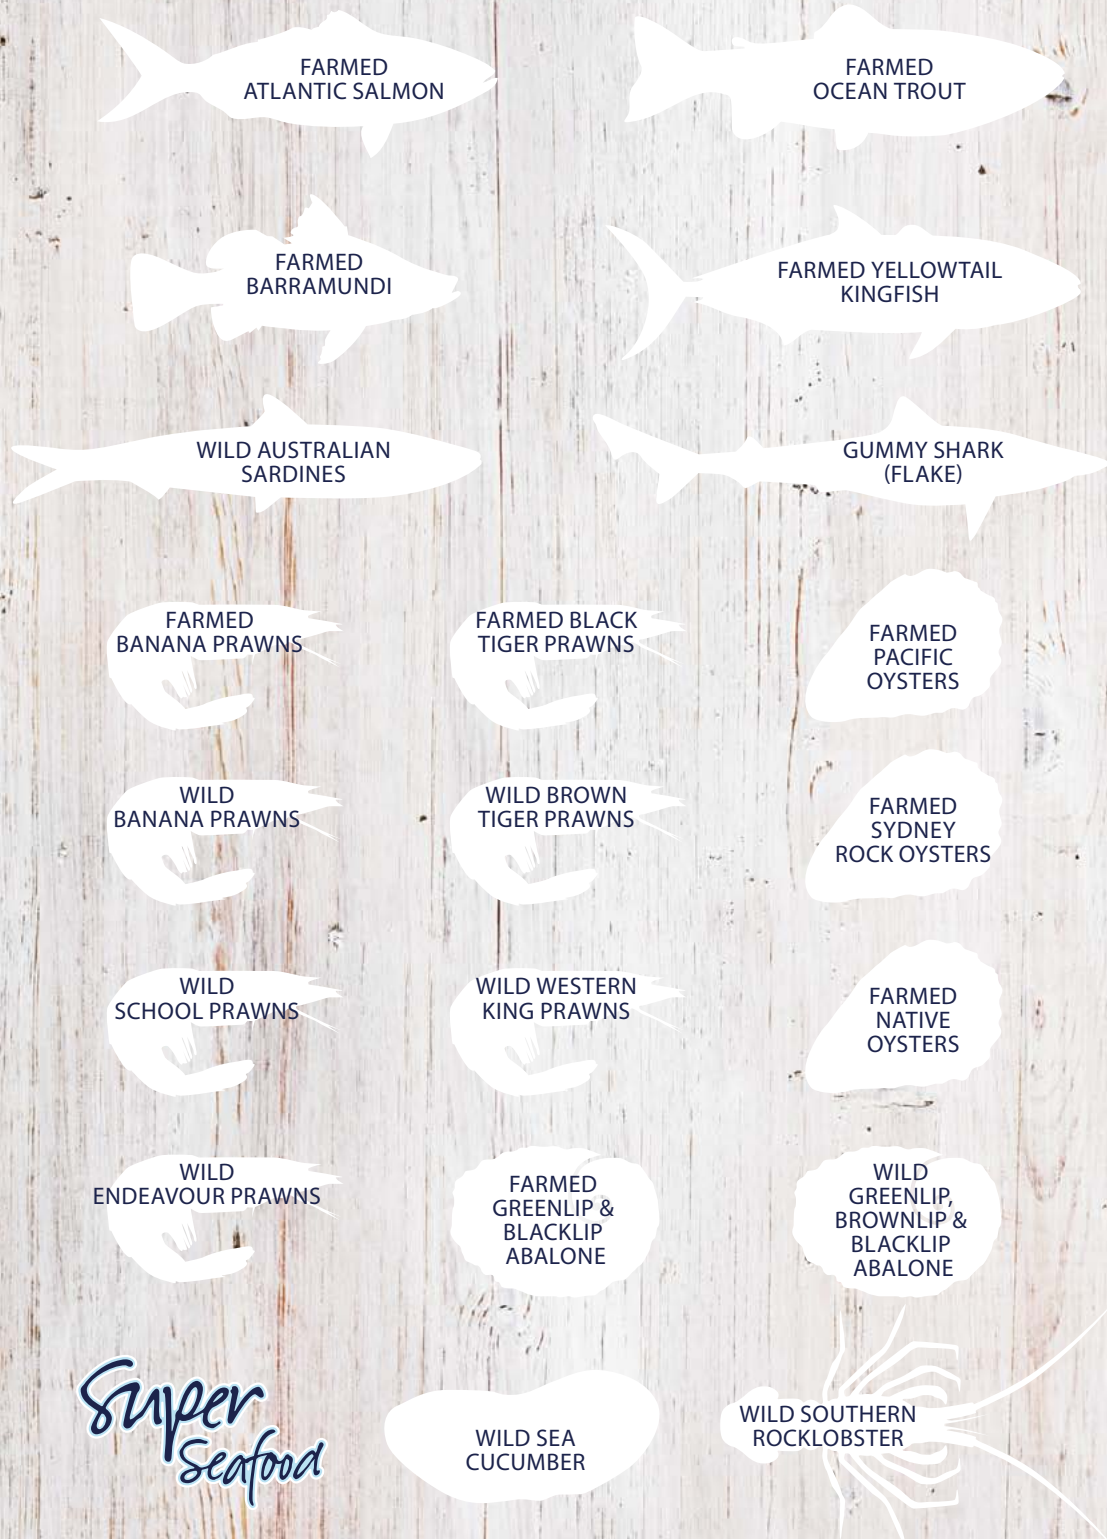 FARMED
ATLANTIC SALMON
FARMED
OCEAN TROUT
FARMED
BARRAMUNDI
FARMED YELLOWTAIL
KINGFISH
WILD AUSTRALIAN
SARDINES
GUMMY SHARK
(FLAKE)
FARMED
BANANA PRAWNS
FARMED BLACK
TIGER PRAWNS
FARMED
PACIFIC
OYSTERS
WILD
BANANA PRAWNS
WILD BROWN
TIGER PRAWNS
FARMED
SYDNEY
ROCK OYSTERS
WILD
SCHOOL PRAWNS
WILD WESTERN
KING PRAWNS
FARMED
NATIVE
OYSTERS
WILD
ENDEAVOUR PRAWNS
FARMED
GREENLIP &
BLACKLIP
ABALONE
WILD
GREENLIP,
BROWNLIP &
BLACKLIP
ABALONE
Super
Seafood
WILD SEA
CUCUMBER
WILD SOUTHERN
ROCKLOBSTER